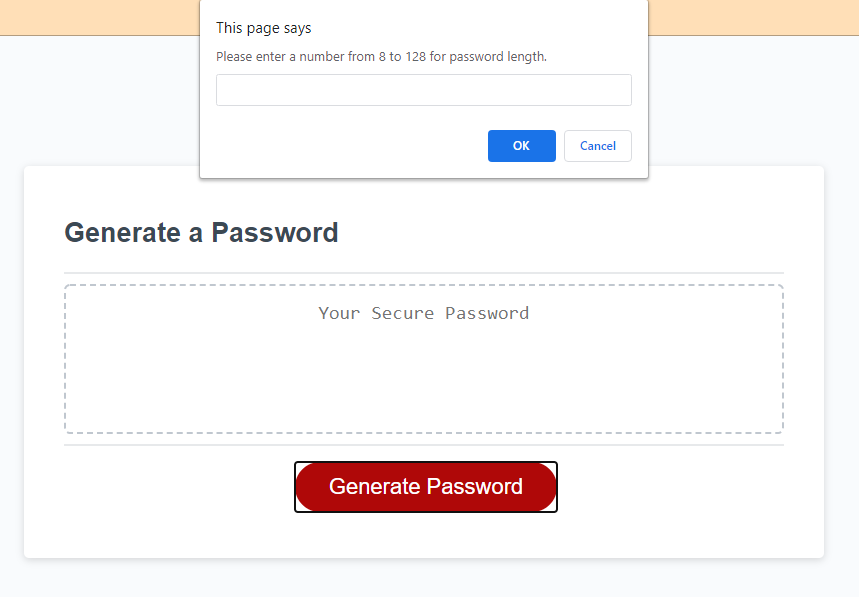 This page says
Please enter a number from 8 to 128 for password length.
OK
Cancel
Generate a Password
Your Secure Password
Generate Password